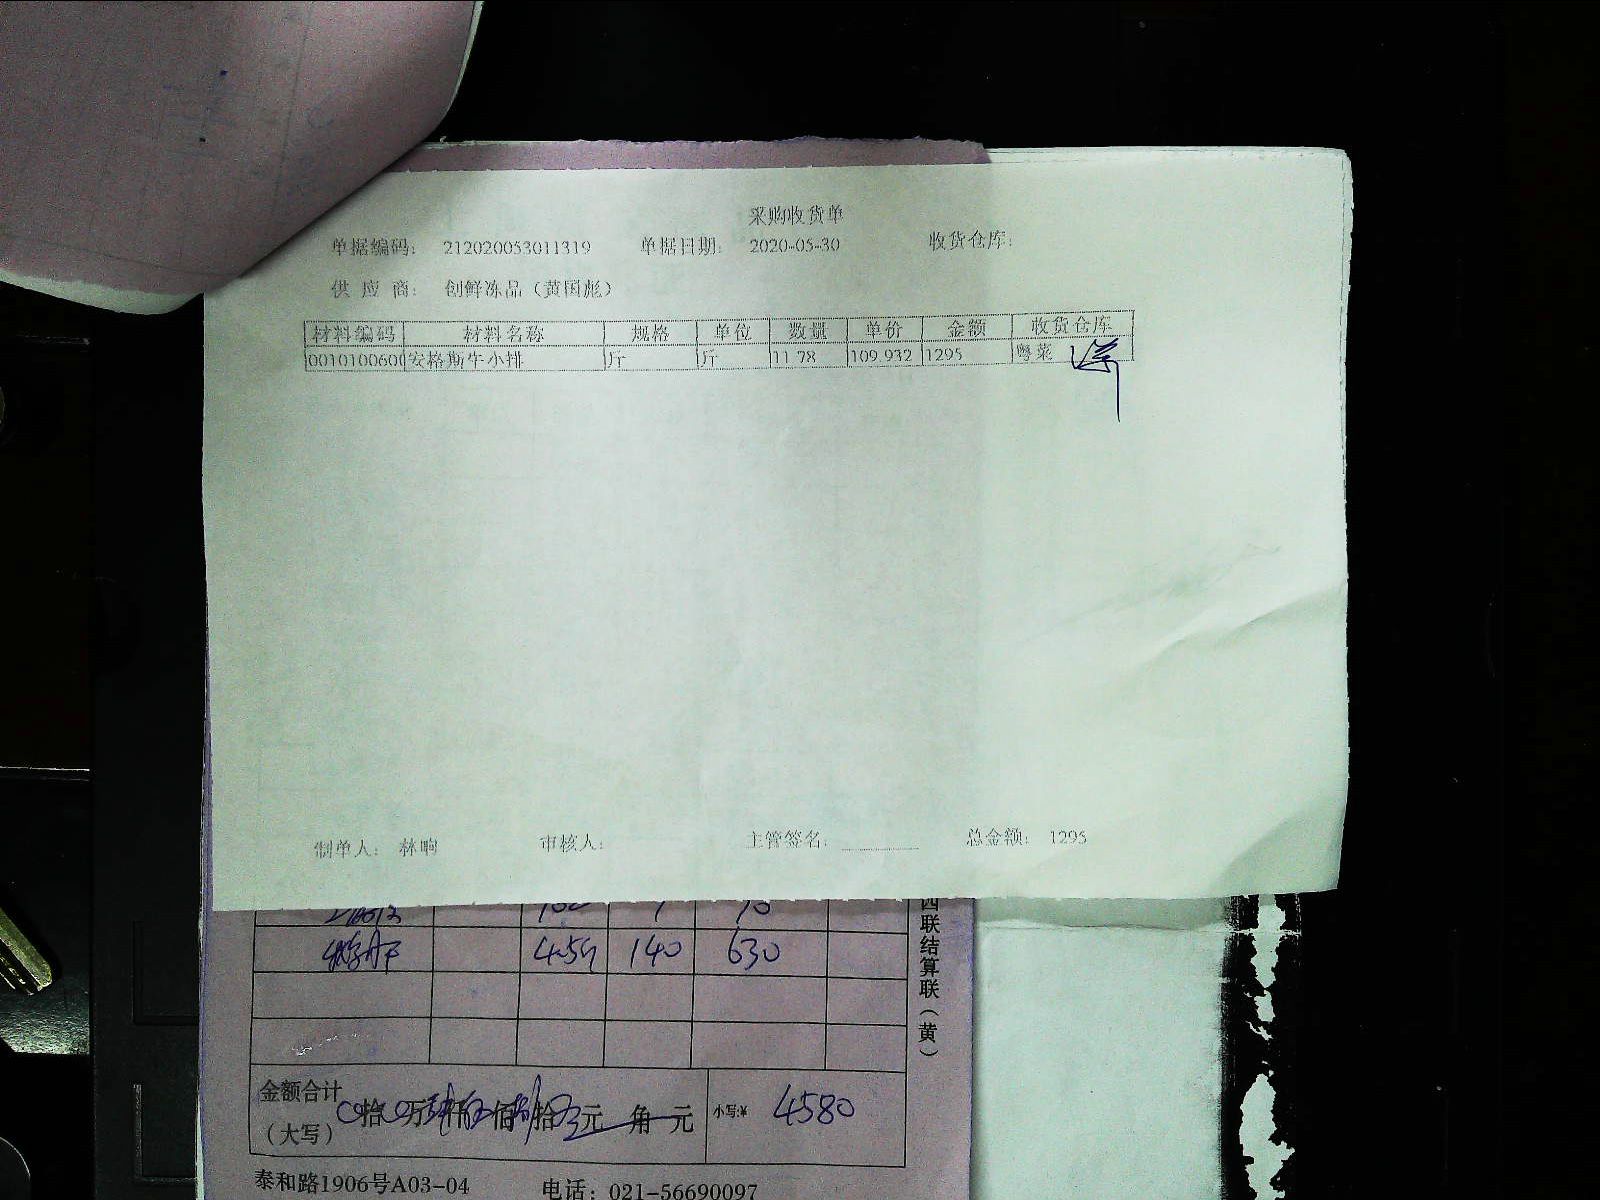 采购收货单
单据编码： 212020053011319 单据日期： 2020-05-30 收货仓库：
供 应 商： 创鲜冻品（黄国彪）
材料编码 材料名称 规格 单位 数量 单价 金额 收货仓库
0010100600 安格斯牛小排 斤 斤 11.78 109.932 1295 粤菜
制单人： 林响 审核人： 主管签名： 总金额： 1295
140 630
四联结算联（黄）
金额合计
（大写） 拾 万 仟 佰 拾 元 角 元 小写:¥ 4580
泰和路1906号A03-04 电话：021-56690097